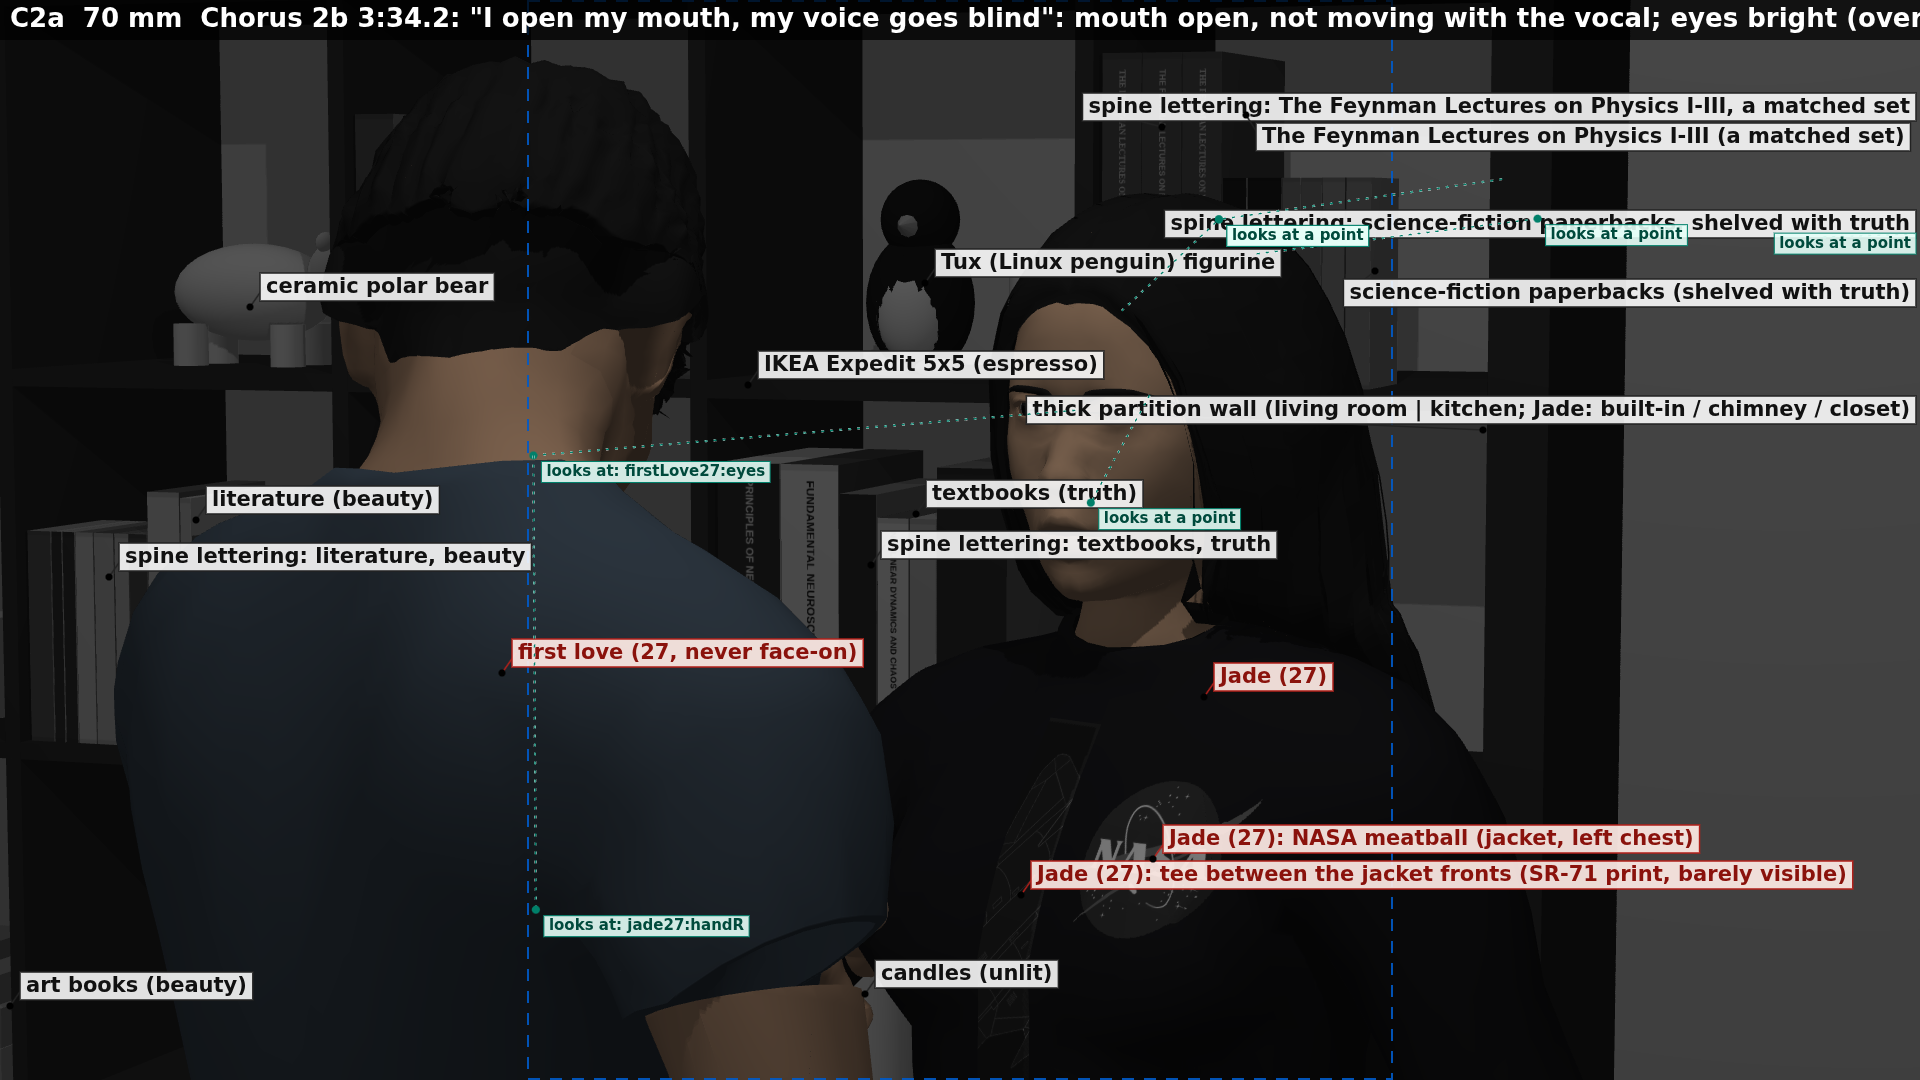 C2a 70 mm Chorus 2b 3:34.2: "I open my mouth, my voice goes blind": mouth open, not moving with the vocal; eyes bright (over
spine lettering: The Feynman Lectures on Physics I-III, a matched set
The Feynman Lectures on Physics I-III (a matched set)
spine lettering: science-fiction paperbacks, shelved with truth
looks at a point
looks at a point
looks at a point
Tux (Linux penguin) figurine
ceramic polar bear
science-fiction paperbacks (shelved with truth)
IKEA Expedit 5x5 (espresso)
thick partition wall (living room | kitchen; Jade: built-in / chimney / closet)
looks at: firstLove27:eyes
literature (beauty)
textbooks (truth)
looks at a point
spine lettering: literature, beauty
spine lettering: textbooks, truth
PRINCIPLES OF NE
FUNDAMENTAL NEUROSC
NEAR DYNAMICS AND CHAOS
first love (27, never face-on)
Jade (27)
Jade (27): NASA meatball (jacket, left chest)
Jade (27): tee between the jacket fronts (SR-71 print, barely visible)
looks at: jade27:handR
candles (unlit)
art books (beauty)